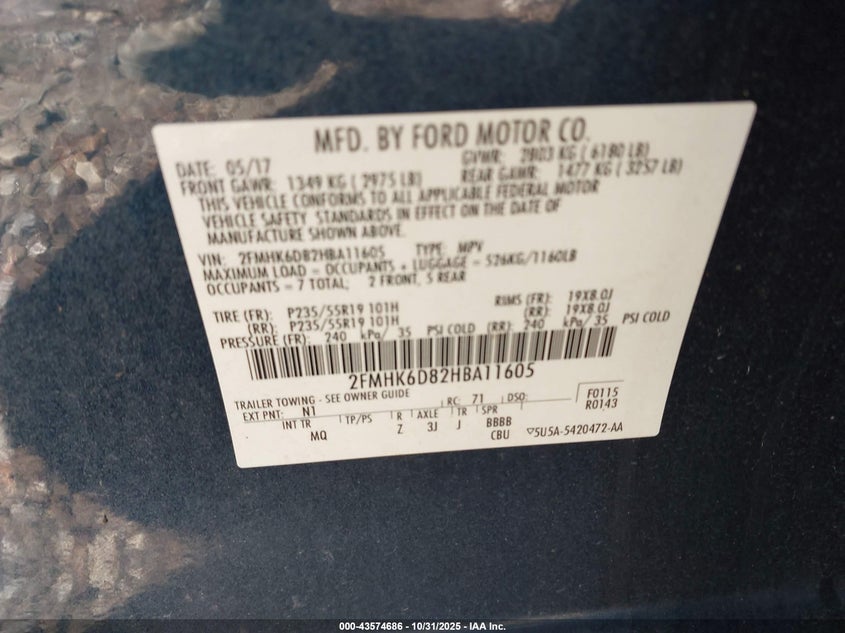 MFD. BY FORD MOTOR CO.
DATE: 05/17 GVWR: 2803 KG ( 6180 LB)
FRONT GAWR: 1349 KG ( 2975 LB) REAR GAWR: 1477 KG ( 3257 LB)
THIS VEHICLE CONFORMS TO ALL APPLICABLE FEDERAL MOTOR
VEHICLE SAFETY STANDARDS IN EFFECT ON THE DATE OF
MANUFACTURE SHOWN ABOVE.
VIN: 2FMHK6D82HBA11605 TYPE: MPV
MAXIMUM LOAD = OCCUPANTS + LUGGAGE = 526KG/1160LB
OCCUPANTS = 7 TOTAL; 2 FRONT, 5 REAR
TIRE (FR): P235/55R19 101H RIMS (FR): 19X8.0J
(RR): P235/55R19 101H (RR): 19X8.0J
PRESSURE (FR): 240 kPa/ 35 PSI COLD (RR): 240 kPa/ 35 PSI COLD
2FMHK6D82HBA11605
TRAILER TOWING - SEE OWNER GUIDE
EXT PNT: N1 RC: 71 DSO: F0115
R0143
INT TR TP/PS R AXLE TR SPR
MQ Z 3J J BBBB
CBU ▽5U5A-5420472-AA
000-43574686 - 10/31/2025 - IAA Inc.